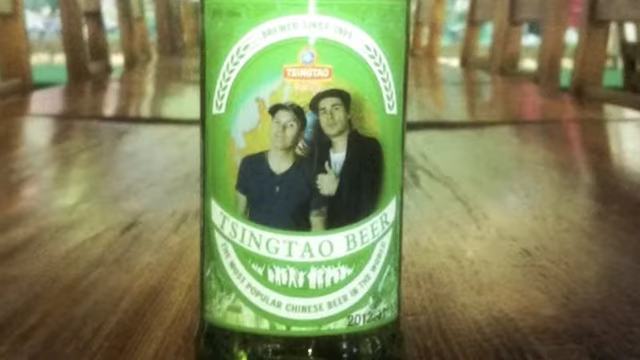 BREWED SINCE 1903
TSINGTAO
TSINGTAO BEER
THE MOST POPULAR CHINESE BEER IN THE WORLD